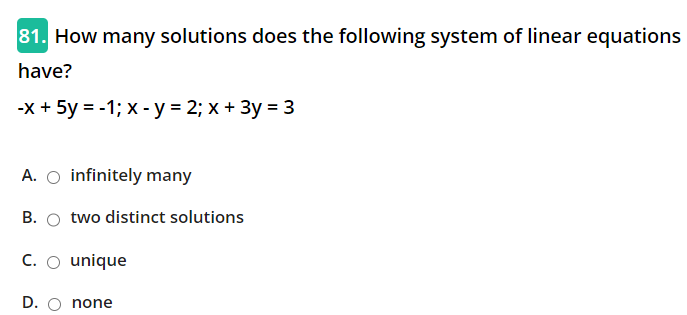 81. How many solutions does the following system of linear equations
have?
-x + 5y = -1; x - y = 2; x + 3y = 3
A. infinitely many
B. two distinct solutions
C. unique
D. none